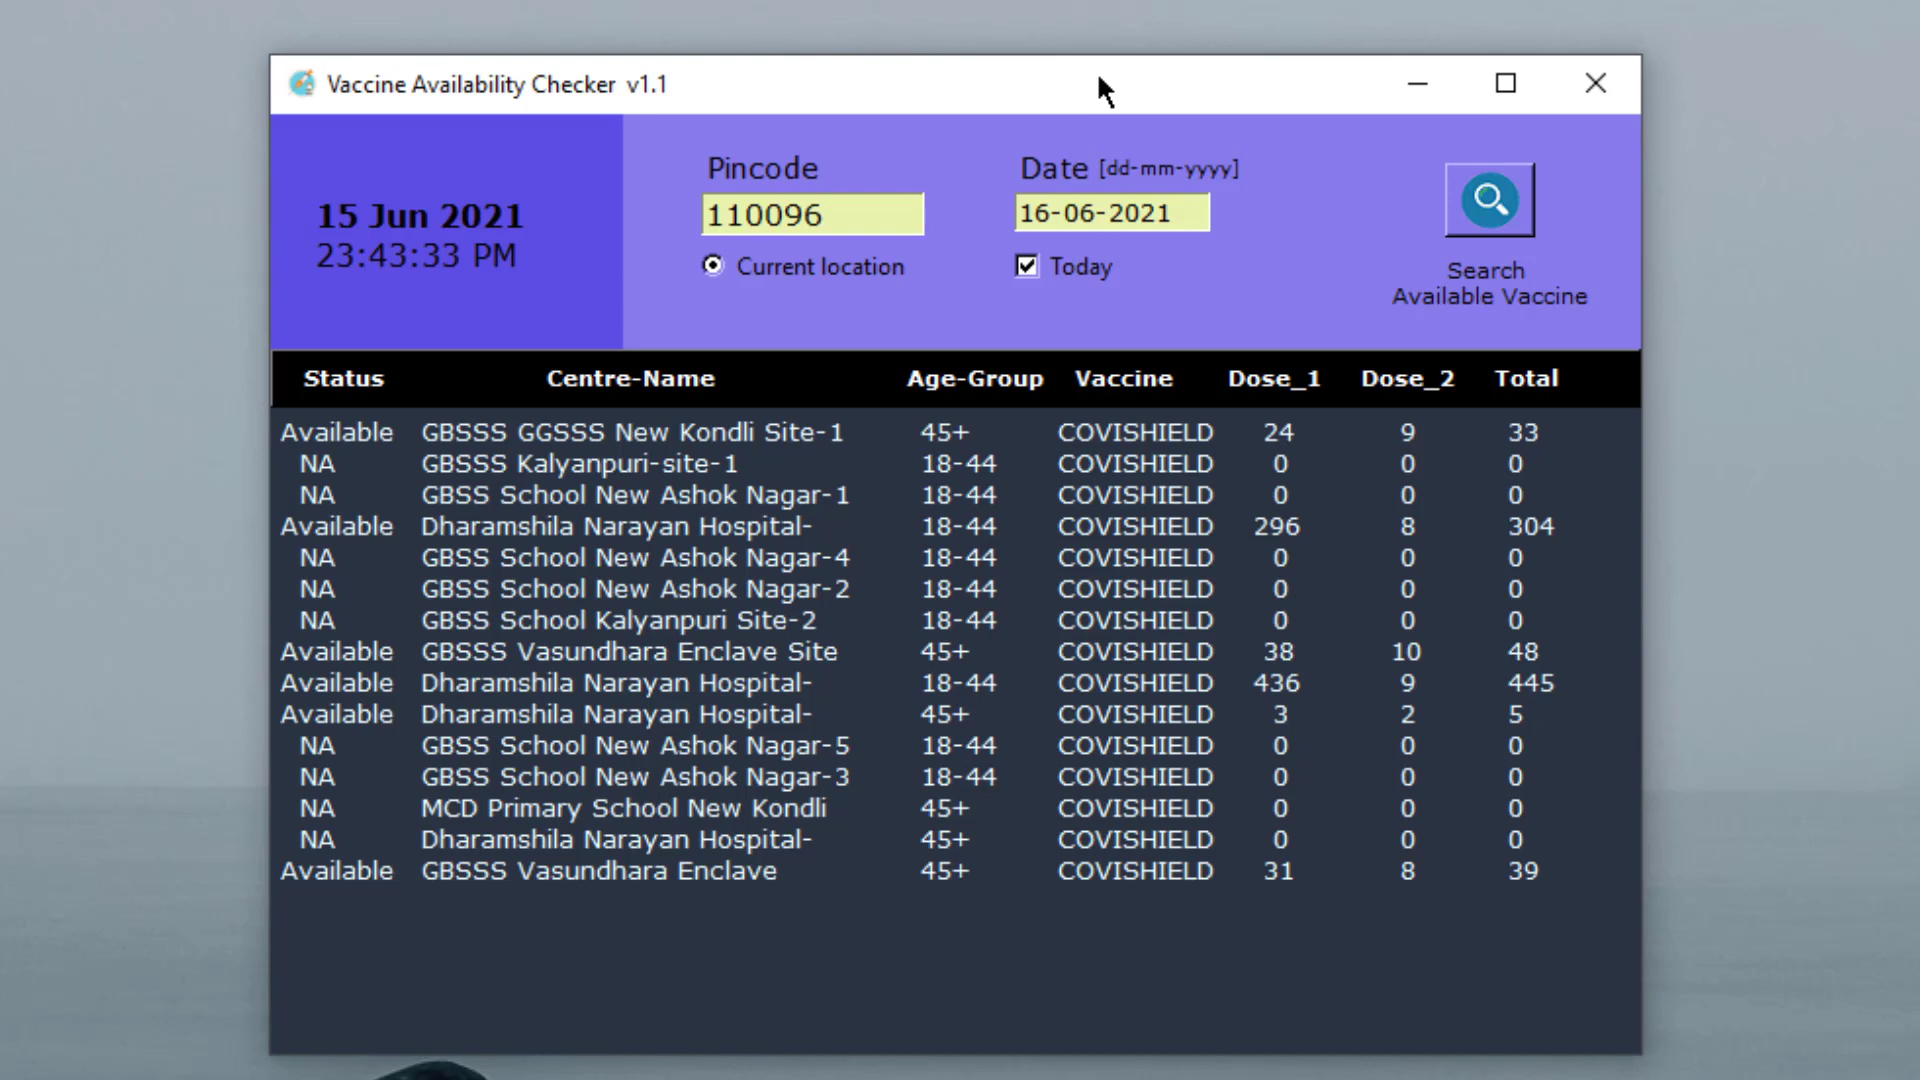 Vaccine Availability Checker v1.1
15 Jun 2021
23:43:33 PM
Pincode
110096
Current location
Date [dd-mm-yyyy]
16-06-2021
Today
Search
Available Vaccine
Status Centre-Name Age-Group Vaccine Dose_1 Dose_2 Total
Available GBSSS GGSSS New Kondli Site-1 45+ COVISHIELD 24 9 33
NA GBSSS Kalyanpuri-site-1 18-44 COVISHIELD 0 0 0
NA GBSS School New Ashok Nagar-1 18-44 COVISHIELD 0 0 0
Available Dharamshila Narayan Hospital- 18-44 COVISHIELD 296 8 304
NA GBSS School New Ashok Nagar-4 18-44 COVISHIELD 0 0 0
NA GBSS School New Ashok Nagar-2 18-44 COVISHIELD 0 0 0
NA GBSS School Kalyanpuri Site-2 18-44 COVISHIELD 0 0 0
Available GBSSS Vasundhara Enclave Site 45+ COVISHIELD 38 10 48
Available Dharamshila Narayan Hospital- 18-44 COVISHIELD 436 9 445
Available Dharamshila Narayan Hospital- 45+ COVISHIELD 3 2 5
NA GBSS School New Ashok Nagar-5 18-44 COVISHIELD 0 0 0
NA GBSS School New Ashok Nagar-3 18-44 COVISHIELD 0 0 0
NA MCD Primary School New Kondli 45+ COVISHIELD 0 0 0
NA Dharamshila Narayan Hospital- 45+ COVISHIELD 0 0 0
Available GBSSS Vasundhara Enclave 45+ COVISHIELD 31 8 39